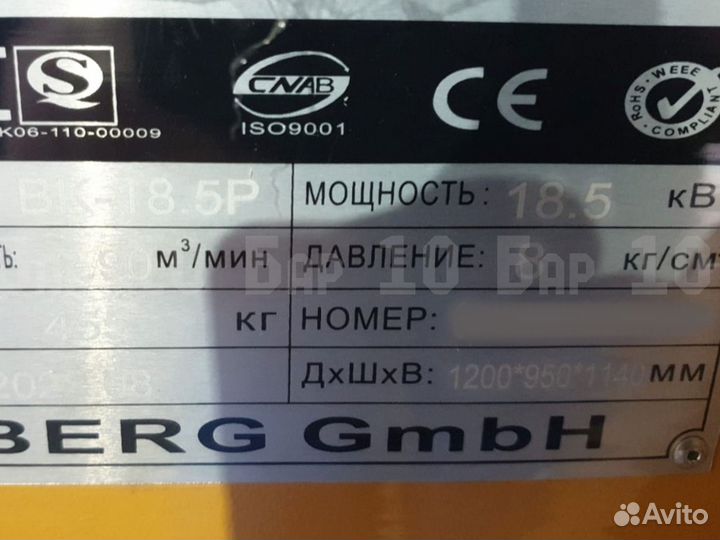 S
CNAB
CE
RoHS WEEE COMPLIANT
K06-110-00009
ISO9001
18.5P МОЩНОСТЬ: 18.5 кВ
м³/мин ДАВЛЕНИЕ: 8 кг/см
Бар 10 Бар 10
кг НОМЕР:
ДхШхВ: 1200*950*1140 мм
BERG GmbH
Avito